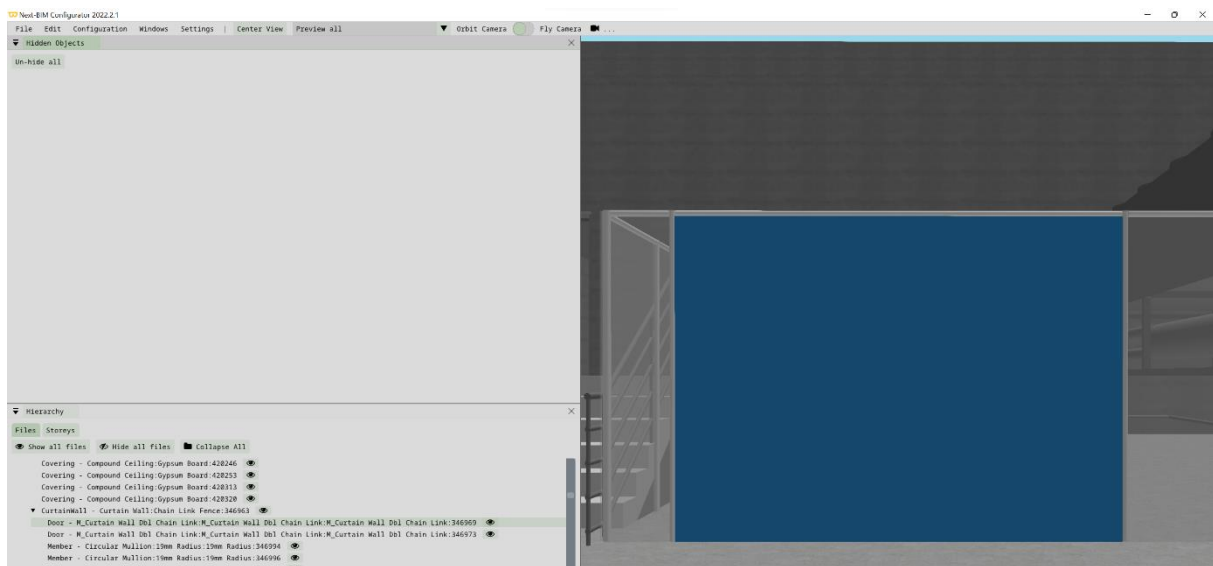 Next-BIM Configurator 2022.2.1
File Edit Configuration Windows Settings | Center View Preview all ▼ Orbit Camera Fly Camera ...
Hidden Objects
Un-hide all
Hierarchy
Files Storeys
Show all files Hide all files Collapse All
Covering - Compound Ceiling:Gypsum Board:420246
Covering - Compound Ceiling:Gypsum Board:420253
Covering - Compound Ceiling:Gypsum Board:420313
Covering - Compound Ceiling:Gypsum Board:420320
▼ CurtainWall - Curtain Wall:Chain Link Fence:346963
Door - M_Curtain Wall Dbl Chain Link:M_Curtain Wall Dbl Chain Link:M_Curtain Wall Dbl Chain Link:346969
Door - M_Curtain Wall Dbl Chain Link:M_Curtain Wall Dbl Chain Link:M_Curtain Wall Dbl Chain Link:346973
Member - Circular Mullion:19mm Radius:19mm Radius:346994
Member - Circular Mullion:19mm Radius:19mm Radius:346996